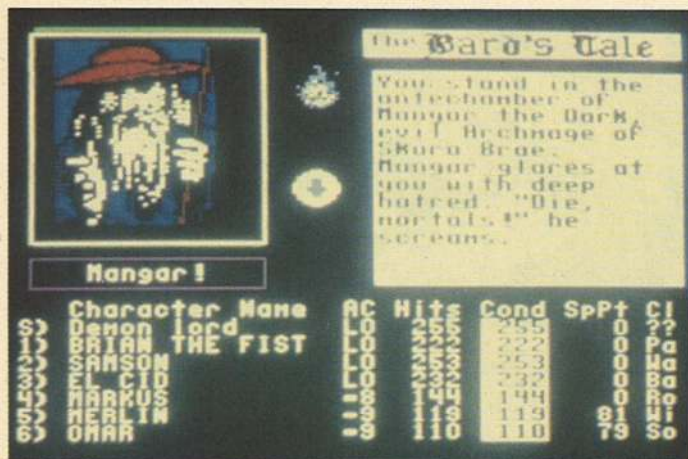 the Bard's Tale
You stand in the
antechamber of
Mangar the Dark,
evil Archmage of
Skara Brae.
Mangar glares at
you with deep
hatred. "Die,
mortals!" he
screams.
Mangar!
Character Name AC Hits Cond SpPt Cl
S) Demon lord LO 255 255 0 ??
1) BRIAN THE FIST LO 222 222 0 Pa
2) SAMSON LO 253 253 0 Wa
3) EL CID LO 232 232 0 Ba
4) MARKUS -8 144 144 0 Ro
5) MERLIN -9 119 119 81 Wi
6) OMAR -9 110 110 79 So